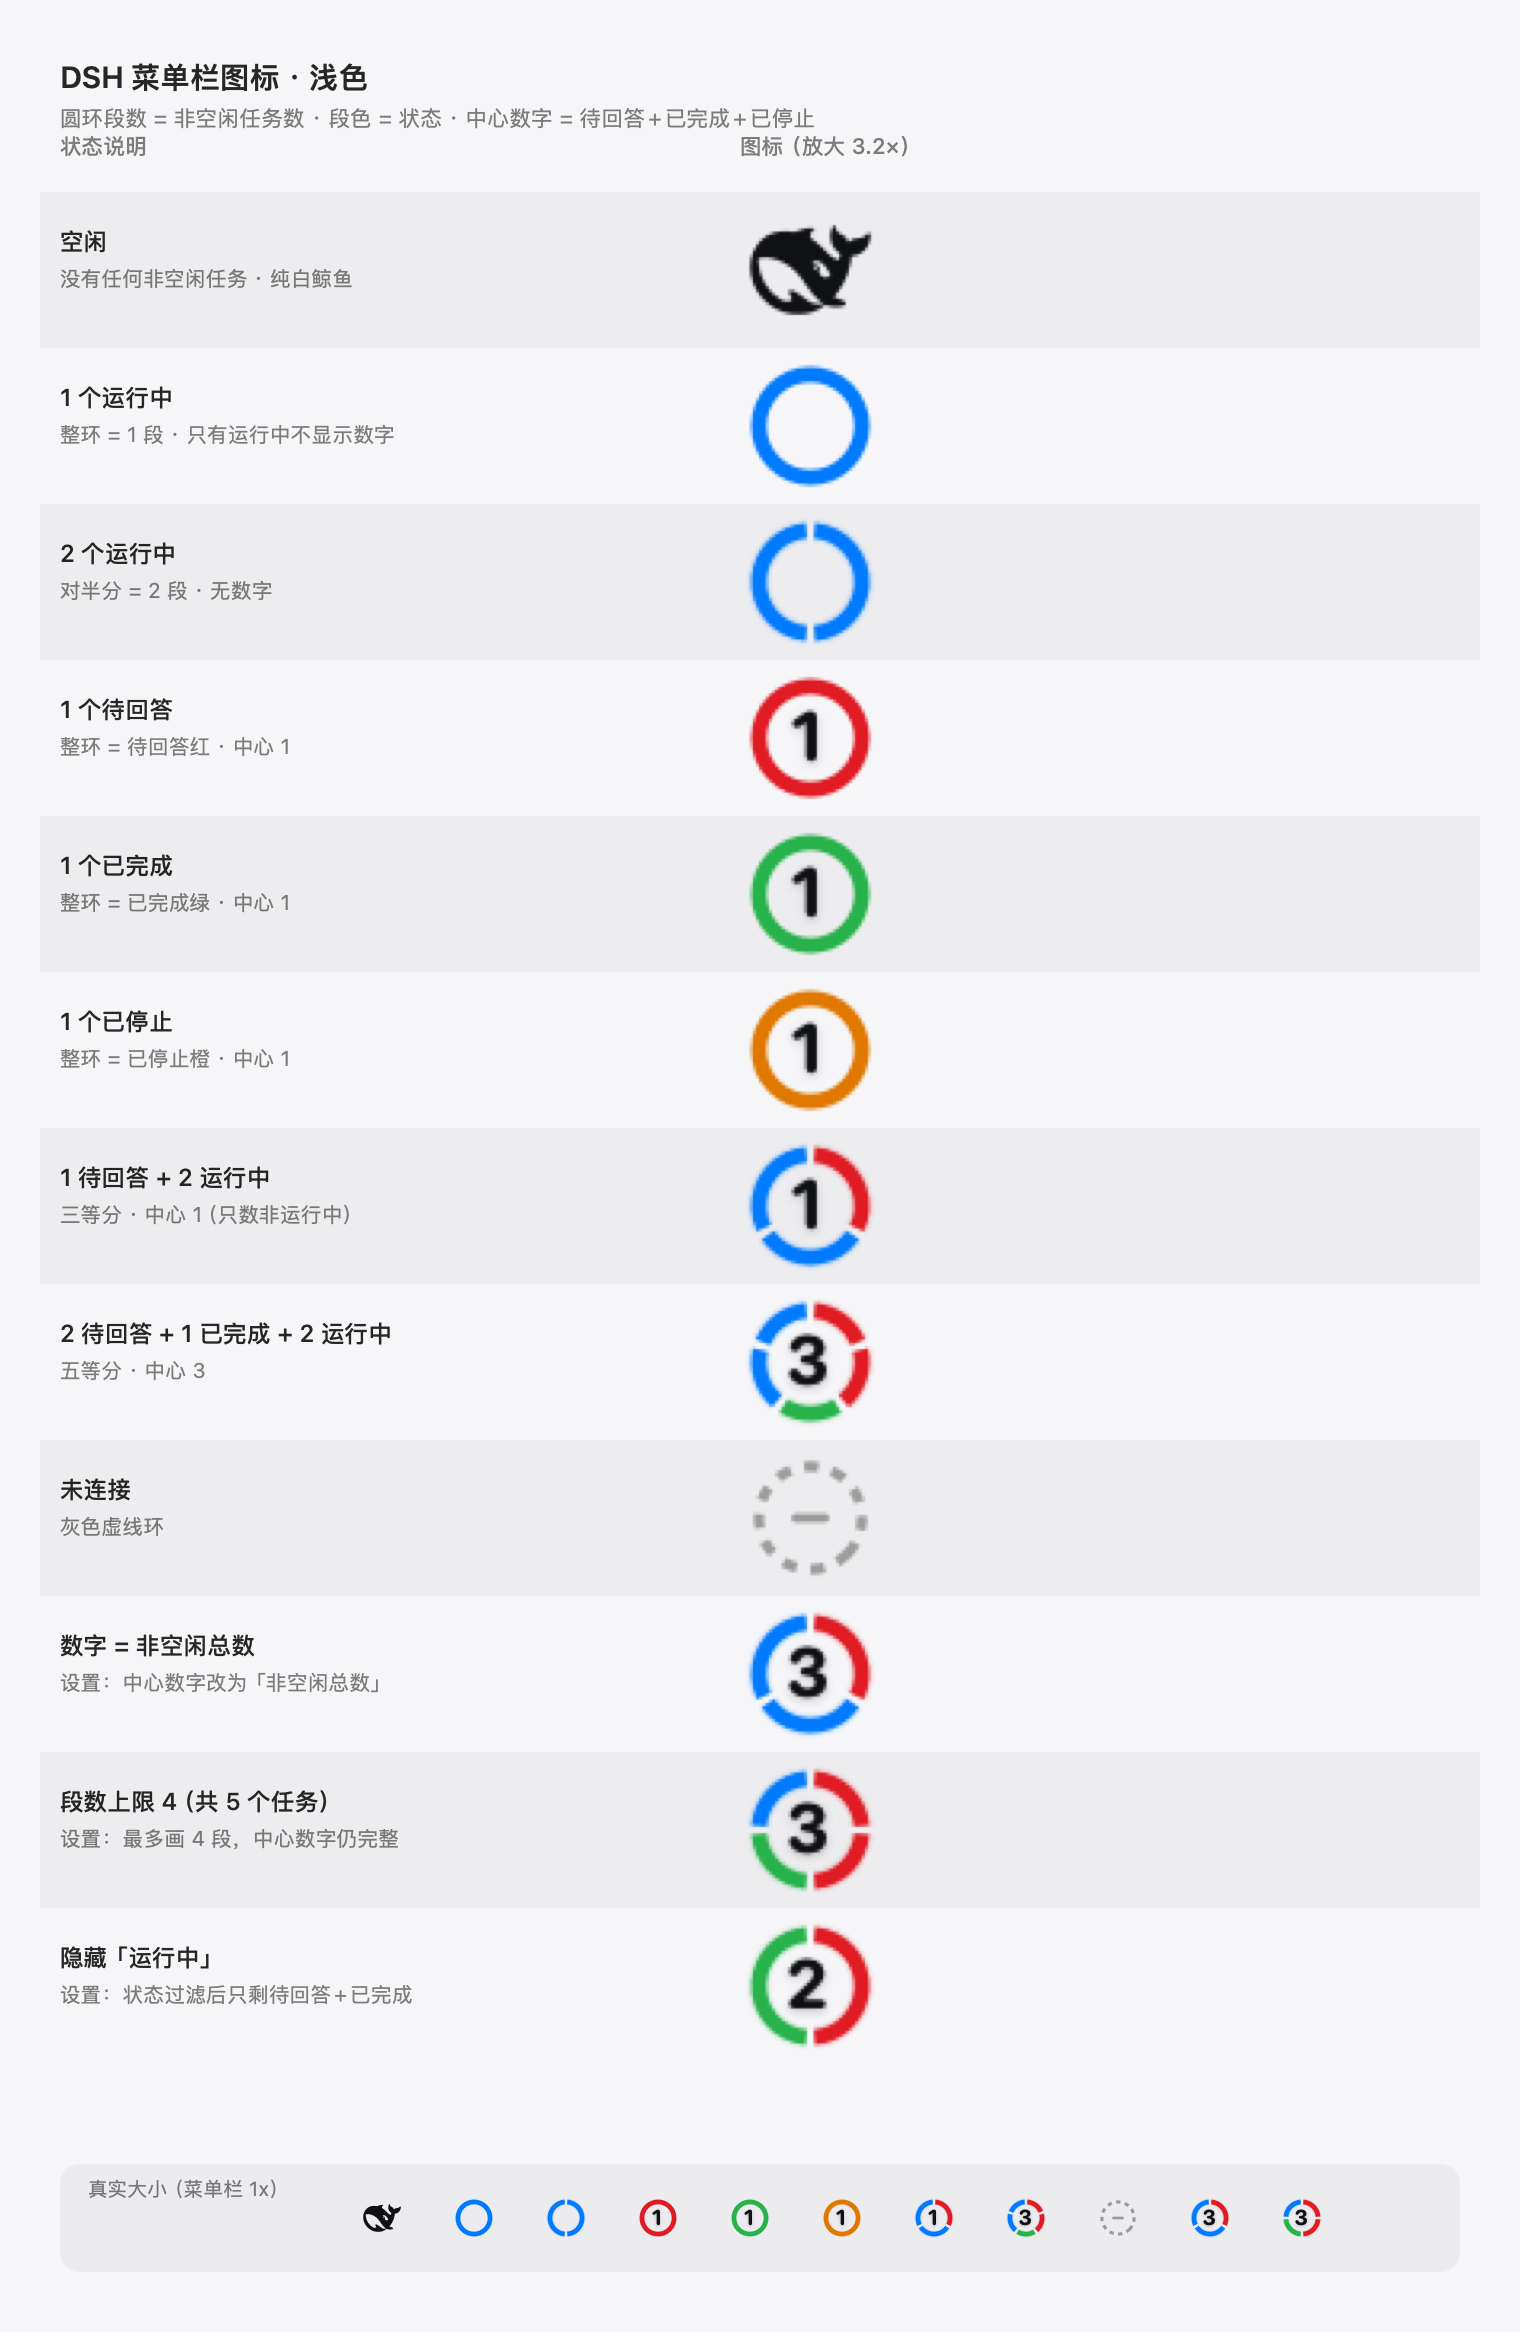 DSH 菜单栏图标 · 浅色
圆环段数 = 非空闲任务数 · 段色 = 状态 · 中心数字 = 待回答+已完成+已停止
状态说明 图标 (放大 3.2×)
空闲
没有任何非空闲任务 · 纯白鲸鱼
1 个运行中
整环 = 1 段 · 只有运行中不显示数字
2 个运行中
对半分 = 2 段 · 无数字
1 个待回答
整环 = 待回答红 · 中心 1
1
1 个已完成
整环 = 已完成绿 · 中心 1
1
1 个已停止
整环 = 已停止橙 · 中心 1
1
1 待回答 + 2 运行中
三等分 · 中心 1 (只数非运行中)
1
2 待回答 + 1 已完成 + 2 运行中
五等分 · 中心 3
3
未连接
灰色虚线环
数字 = 非空闲总数
设置：中心数字改为「非空闲总数」
3
段数上限 4 (共 5 个任务)
设置：最多画 4 段，中心数字仍完整
3
隐藏「运行中」
设置：状态过滤后只剩待回答+已完成
2
真实大小 (菜单栏 1x)
1 1 1 1 3 3 3